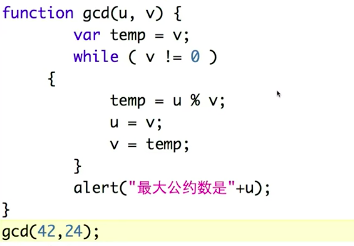 function gcd(u, v) {
var temp = v;
while ( v != 0 )
{
temp = u % v;
u = v;
v = temp;
}
alert("最大公约数是"+u);
}
gcd(42,24);